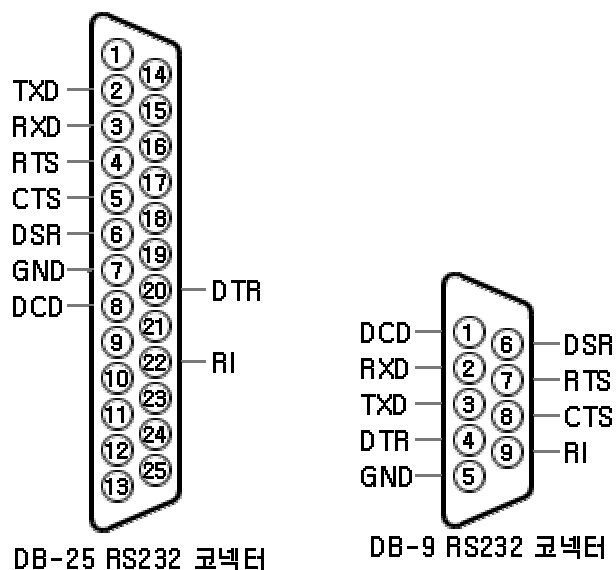 1
14
TXD 2
15
RXD 3
16
RTS 4
17
CTS 5
18
DSR 6
19
GND 7
20 DTR
DCD 8
21
9
22 RI
10
23
11
24
12
25
13
DB-25 RS232 코넥터
DCD 1
6 DSR
RXD 2
7 RTS
TXD 3
8 CTS
DTR 4
9 RI
GND 5
DB-9 RS232 코넥터